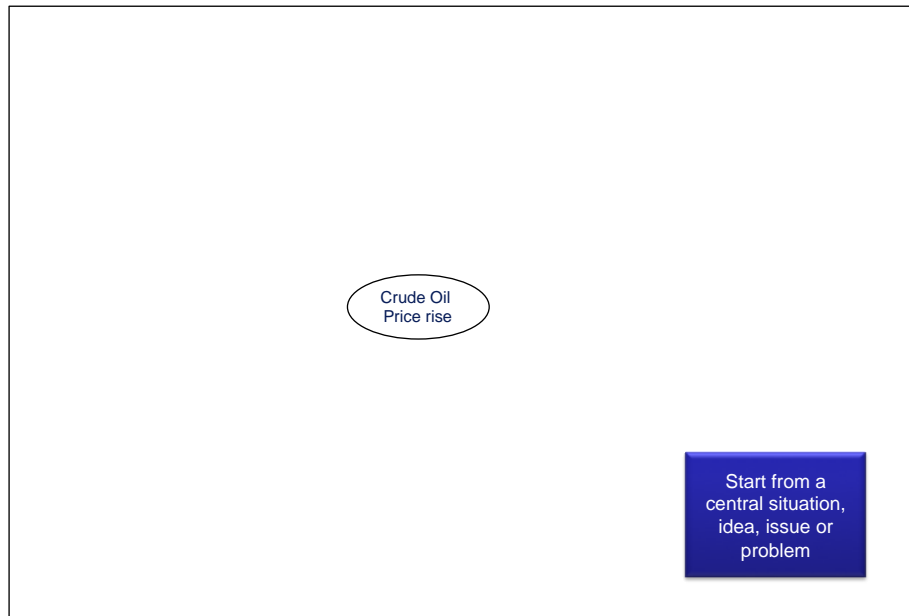 Crude Oil
Price rise
Start from a
central situation,
idea, issue or
problem